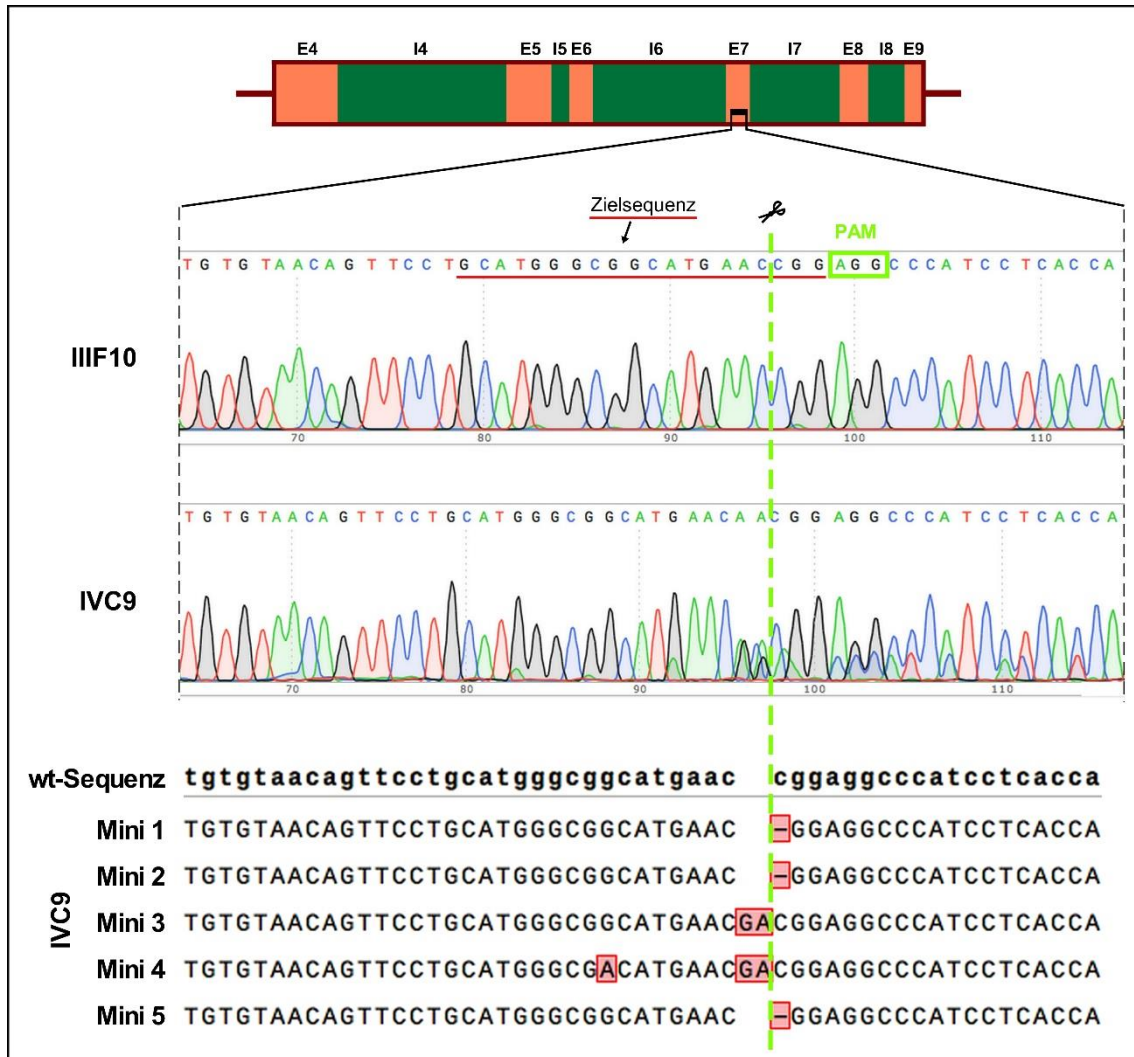 E4 I4 E5 I5 E6 I6 E7 I7 E8 I8 E9
Zielsequenz
PAM
TGTGTAACAGTTCCTGCATGGGCGGCATGAACCGGAGGCCCATCCTCACCA
IIIF10
70 80 90 100 110
TGTGTAACAGTTCCTGCATGGGCGGCATGAACAACGGAGGCCCATCCTCACCA
IVC9
70 80 90 100 110
wt-Sequenz tgtgtaacagttcctgcatgggcggcatgaac cggaggcccatcctcacca
IVC9
Mini 1 TGTGTAACAGTTCCTGCATGGGCGGCATGAAC -GGAGGCCCATCCTCACCA
Mini 2 TGTGTAACAGTTCCTGCATGGGCGGCATGAAC -GGAGGCCCATCCTCACCA
Mini 3 TGTGTAACAGTTCCTGCATGGGCGGCATGAACGACGGAGGCCCATCCTCACCA
Mini 4 TGTGTAACAGTTCCTGCATGGGCGACATGAACGACGGAGGCCCATCCTCACCA
Mini 5 TGTGTAACAGTTCCTGCATGGGCGGCATGAAC -GGAGGCCCATCCTCACCA